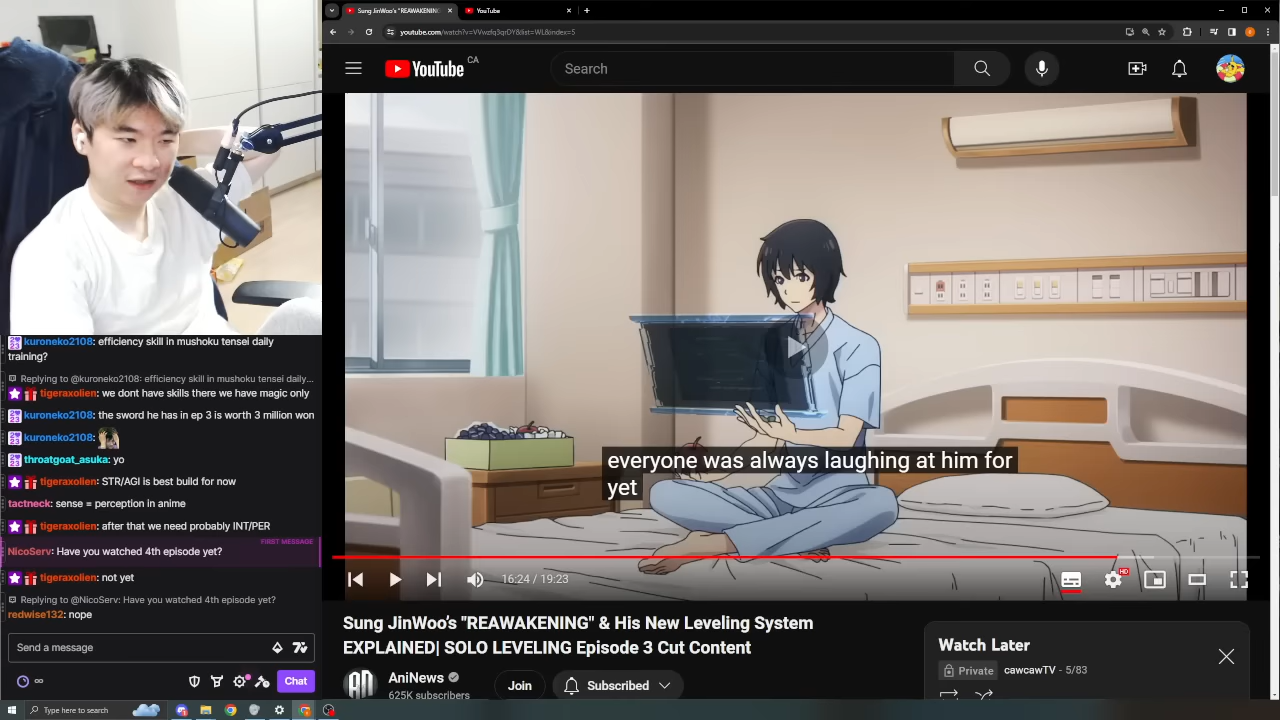 Sung JinWoo's "REAWAKENING
YouTube
youtube.com/watch?v=VVwzfq3qrDY&list=WL&index=5
YouTube CA
Search
everyone was always laughing at him for
yet
16:24 / 19:23
HD
Sung JinWoo's "REAWAKENING" & His New Leveling System
EXPLAINED| SOLO LEVELING Episode 3 Cut Content
AniNews
625K subscribers
Join
Subscribed
Watch Later
Private cawcawTV - 5/83
kuroneko2108: efficiency skill in mushoku tensei daily
training?
Replying to @kuroneko2108: efficiency skill in mushoku tensei daily...
tigeraxolien: we dont have skills there we have magic only
kuroneko2108: the sword he has in ep 3 is worth 3 million won
kuroneko2108:
throatgoat_asuka: yo
tigeraxolien: STR/AGI is best build for now
tactneck: sense = perception in anime
tigeraxolien: after that we need probably INT/PER
FIRST MESSAGE
NicoServ: Have you watched 4th episode yet?
tigeraxolien: not yet
Replying to @NicoServ: Have you watched 4th episode yet?
redwise132: nope
Send a message
Chat
Type here to search